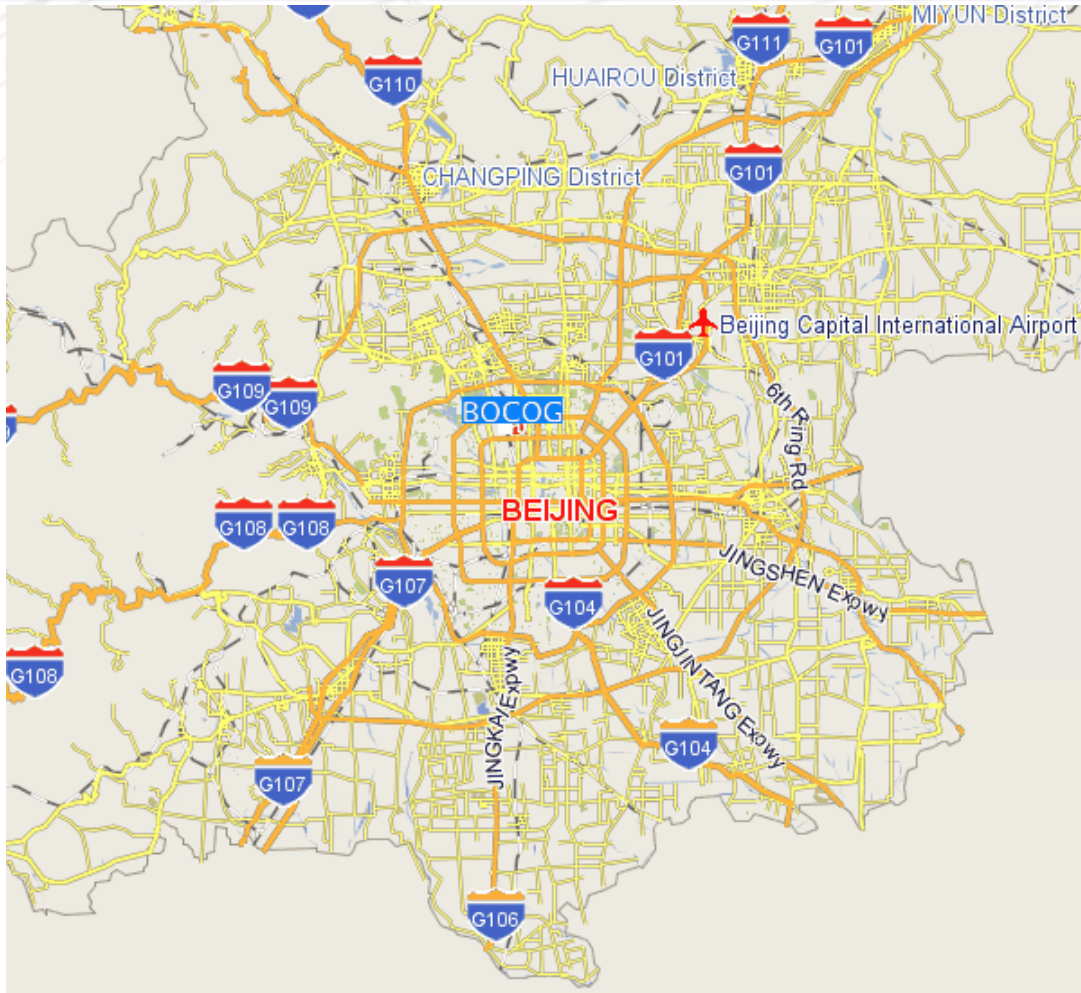 MIYUN District
G111
G101
HUAIROU District
G110
G101
CHANGPING District
Beijing Capital International Airport
G101
G109
G109
6th Ring Rd
BOCOG
BEIJING
G108
G108
JINGSHEN Expwy
G107
G104
JINGJINTANG Expwy
G108
JINGKAI Expwy
G104
G107
G106